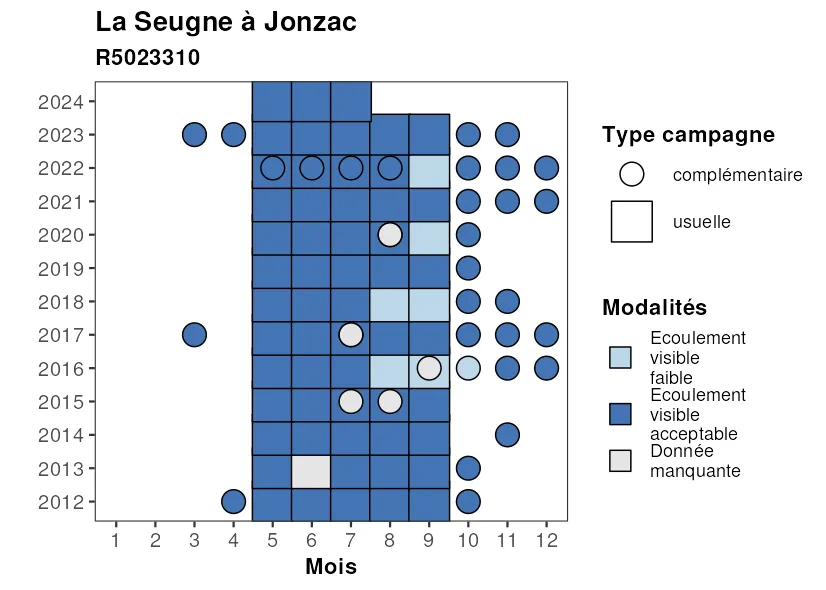 La Seugne à Jonzac
R5023310
2024
2023
2022
2021
2020
2019
2018
2017
2016
2015
2014
2013
2012
1 2 3 4 5 6 7 8 9 10 11 12
Mois
Type campagne
complémentaire
usuelle
Modalités
Ecoulement
visible
faible
Ecoulement
visible
acceptable
Donnée
manquante